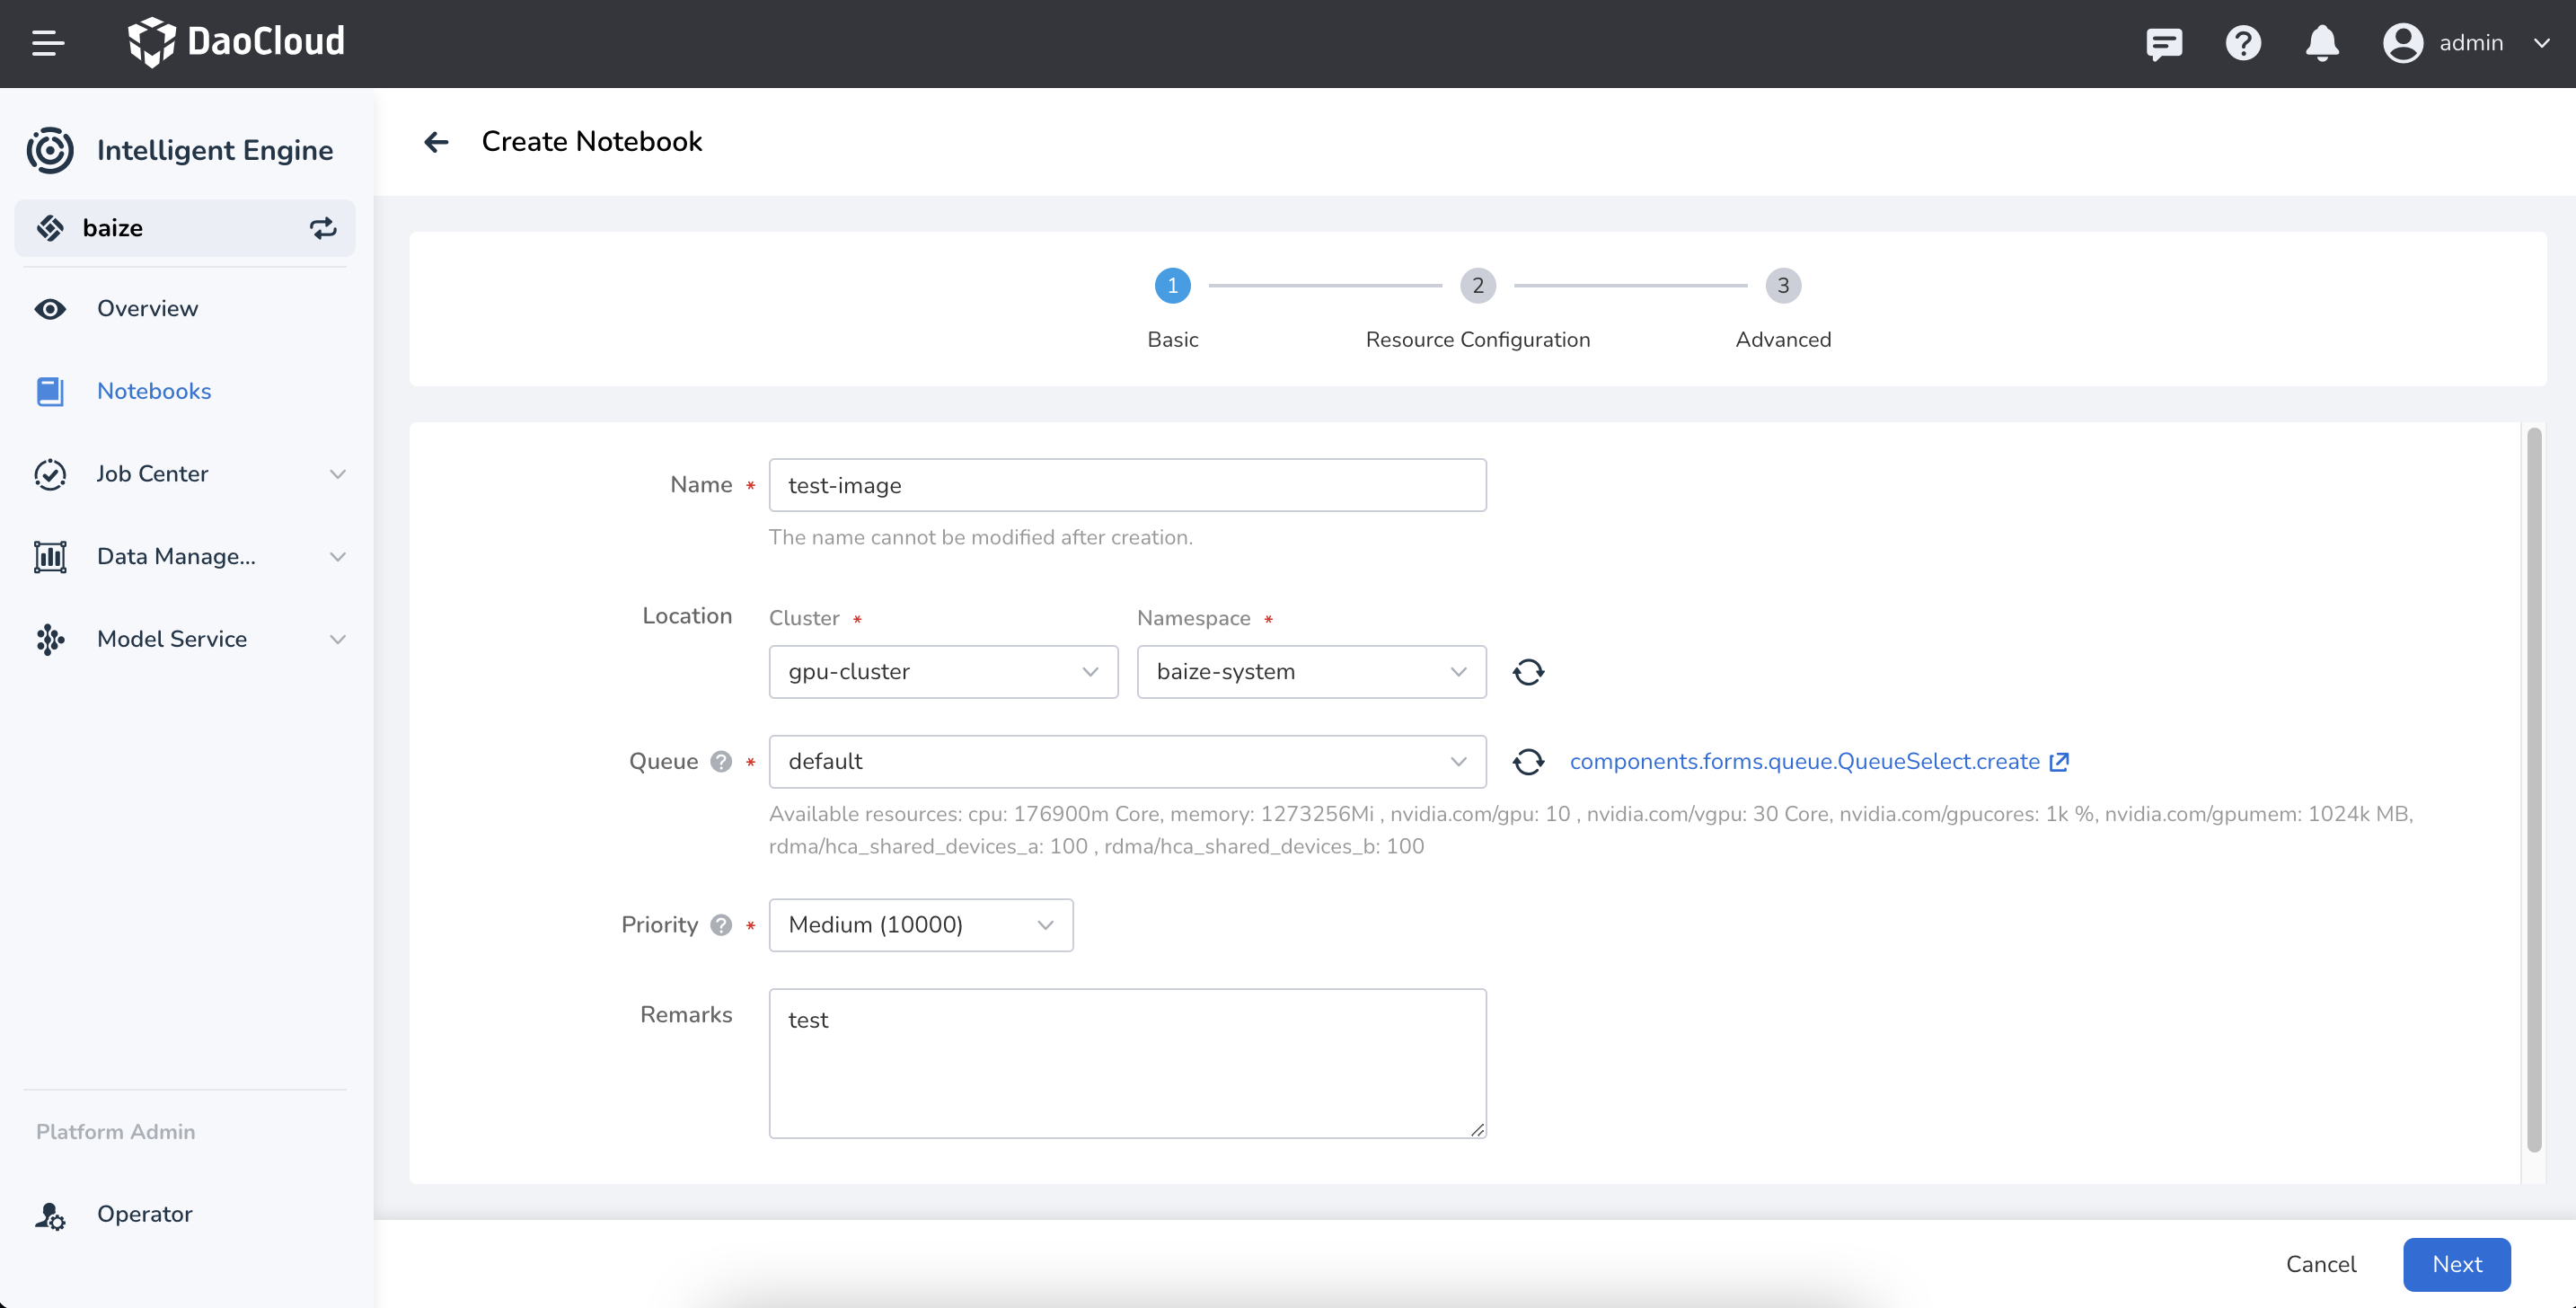 DaoCloud
admin
Intelligent Engine
baize
Overview
Notebooks
Job Center
Data Manage...
Model Service
Platform Admin
Operator
Create Notebook
1
2
3
Basic
Resource Configuration
Advanced
Name *
test-image
The name cannot be modified after creation.
Location
Cluster *
Namespace *
gpu-cluster
baize-system
Queue ? *
default
components.forms.queue.QueueSelect.create
Available resources: cpu: 176900m Core, memory: 1273256Mi , nvidia.com/gpu: 10 , nvidia.com/vgpu: 30 Core, nvidia.com/gpucores: 1k %, nvidia.com/gpumem: 1024k MB,
rdma/hca_shared_devices_a: 100 , rdma/hca_shared_devices_b: 100
Priority ? *
Medium (10000)
Remarks
test
Cancel
Next